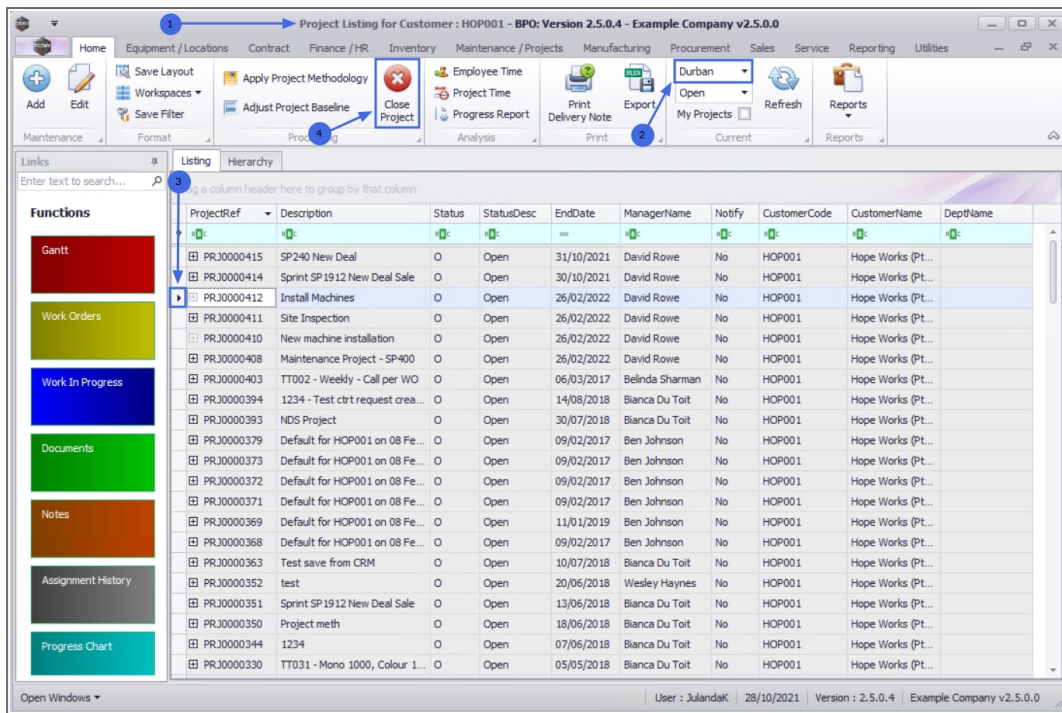 1
Project Listing for Customer : HOP001 - BPO: Version 2.5.0.4 - Example Company v2.5.0.0
Home Equipment / Locations Contract Finance / HR Inventory Maintenance / Projects Manufacturing Procurement Sales Service Reporting Utilities
Add Edit Save Layout Workspaces Save Filter
Apply Project Methodology Adjust Project Baseline Close Project
Employee Time Project Time Progress Report
Print Delivery Note Export
Durban Open My Projects Refresh Reports
4 2
Maintenance Format Analysis Print Current Reports
Links Listing Hierarchy
Enter text to search... 3 a column header here to group by that column
Functions
Gantt
Work Orders
Work In Progress
Documents
Notes
Assignment History
Progress Chart
ProjectRef Description Status StatusDesc EndDate ManagerName Notify CustomerCode CustomerName DeptName
PRJ0000415 SP240 New Deal O Open 31/10/2021 David Rowe No HOP001 Hope Works (Pt...
PRJ0000414 Sprint SP1912 New Deal Sale O Open 30/10/2021 David Rowe No HOP001 Hope Works (Pt...
PRJ0000412 Install Machines O Open 26/02/2022 David Rowe No HOP001 Hope Works (Pt...
PRJ0000411 Site Inspection O Open 26/02/2022 David Rowe No HOP001 Hope Works (Pt...
PRJ0000410 New machine installation O Open 26/02/2022 David Rowe No HOP001 Hope Works (Pt...
PRJ0000408 Maintenance Project - SP400 O Open 26/02/2022 David Rowe No HOP001 Hope Works (Pt...
PRJ0000403 TT002 - Weekly - Call per WO O Open 06/03/2017 Belinda Sharman No HOP001 Hope Works (Pt...
PRJ0000394 1234 - Test ctrt request crea... O Open 14/08/2018 Bianca Du Toit No HOP001 Hope Works (Pt...
PRJ0000393 NDS Project O Open 30/07/2018 Bianca Du Toit No HOP001 Hope Works (Pt...
PRJ0000379 Default for HOP001 on 08 Fe... O Open 09/02/2017 Ben Johnson No HOP001 Hope Works (Pt...
PRJ0000373 Default for HOP001 on 08 Fe... O Open 09/02/2017 Ben Johnson No HOP001 Hope Works (Pt...
PRJ0000372 Default for HOP001 on 08 Fe... O Open 09/02/2017 Ben Johnson No HOP001 Hope Works (Pt...
PRJ0000371 Default for HOP001 on 08 Fe... O Open 09/02/2017 Ben Johnson No HOP001 Hope Works (Pt...
PRJ0000369 Default for HOP001 on 08 Fe... O Open 11/01/2019 Ben Johnson No HOP001 Hope Works (Pt...
PRJ0000368 Default for HOP001 on 08 Fe... O Open 09/02/2017 Ben Johnson No HOP001 Hope Works (Pt...
PRJ0000363 Test save from CRM O Open 10/07/2018 Bianca Du Toit No HOP001 Hope Works (Pt...
PRJ0000352 test O Open 20/06/2018 Wesley Haynes No HOP001 Hope Works (Pt...
PRJ0000351 Sprint SP1912 New Deal Sale O Open 13/06/2018 Bianca Du Toit No HOP001 Hope Works (Pt...
PRJ0000350 Project meth O Open 18/06/2018 Bianca Du Toit No HOP001 Hope Works (Pt...
PRJ0000344 1234 O Open 07/06/2018 Bianca Du Toit No HOP001 Hope Works (Pt...
PRJ0000330 TT031 - Mono 1000, Colour 1... O Open 05/05/2018 Bianca Du Toit No HOP001 Hope Works (Pt...
Open Windows User : JulandaK 28/10/2021 Version : 2.5.0.4 Example Company v2.5.0.0